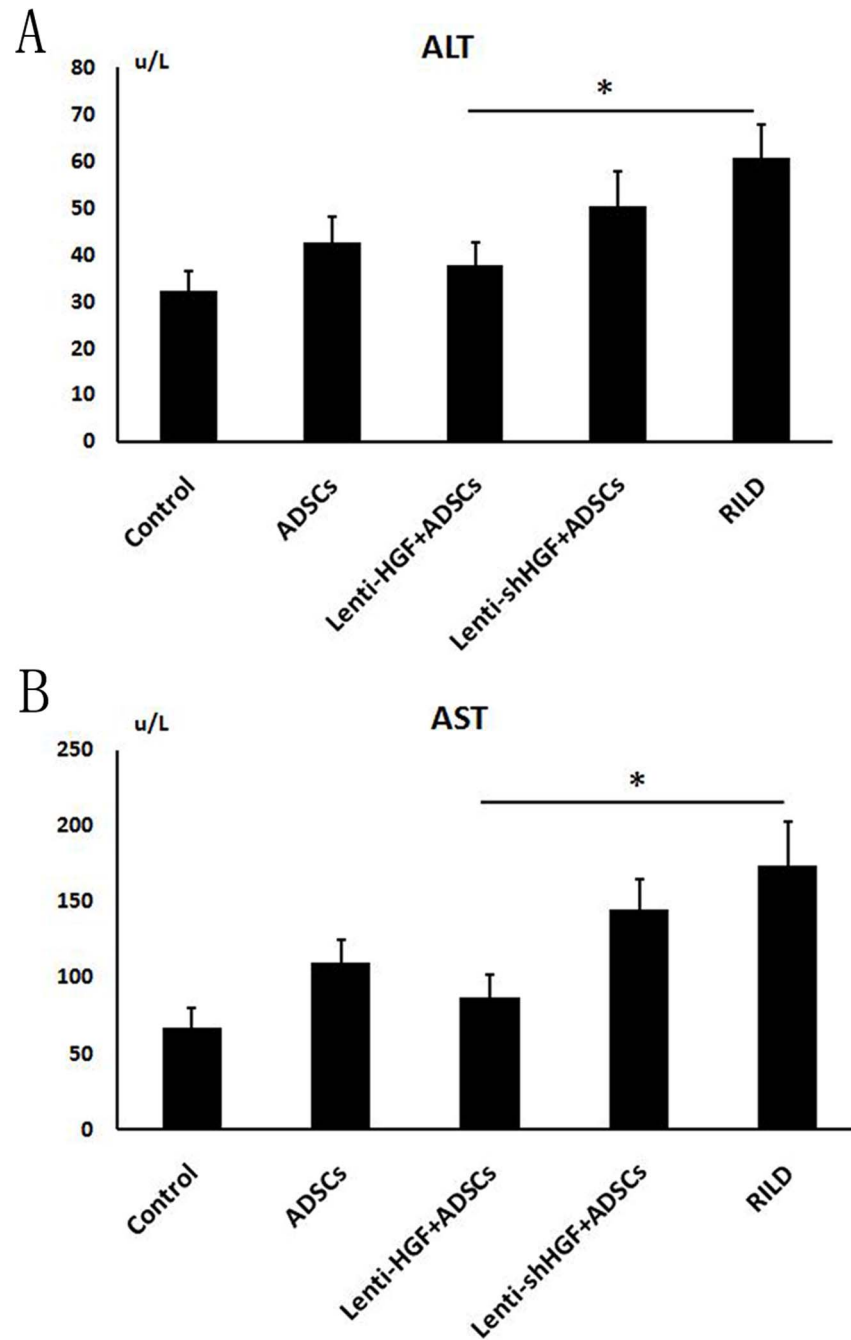 A
u/L
ALT
80
70
60
50
40
30
20
10
0
*
Control
ADSCs
Lenti-HGF+ADSCs
Lenti-shHGF+ADSCs
RILD
B
u/L
AST
250
200
150
100
50
0
*
Control
ADSCs
Lenti-HGF+ADSCs
Lenti-shHGF+ADSCs
RILD